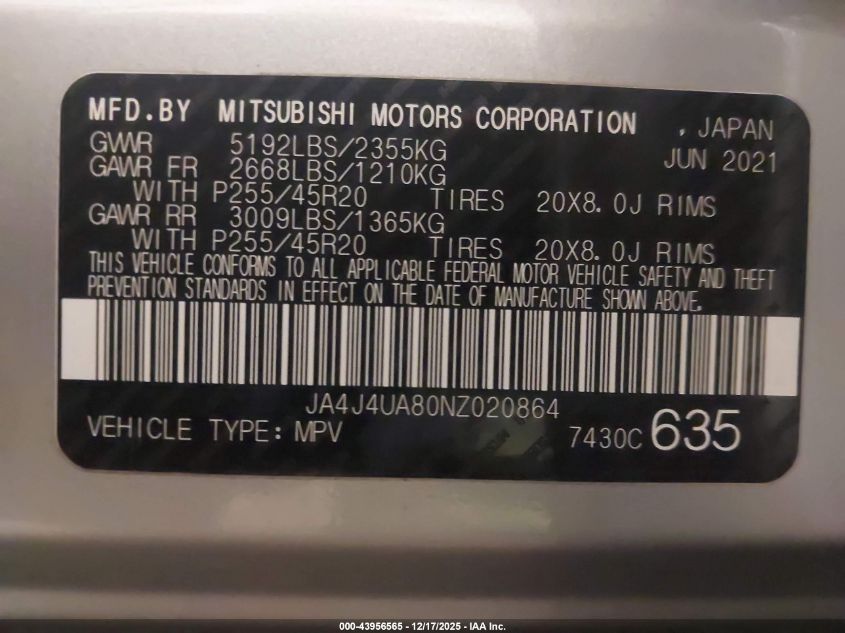 MFD.BY MITSUBISHI MOTORS CORPORATION , JAPAN
GVWR 5192LBS/2355KG JUN 2021
GAWR FR 2668LBS/1210KG
WITH P255/45R20 TIRES 20X8.0J RIMS
GAWR RR 3009LBS/1365KG
WITH P255/45R20 TIRES 20X8.0J RIMS
THIS VEHICLE CONFORMS TO ALL APPLICABLE FEDERAL MOTOR VEHICLE SAFETY AND THEFT
PREVENTION STANDARDS IN EFFECT ON THE DATE OF MANUFACTURE SHOWN ABOVE.
JA4J4UA80NZ020864
VEHICLE TYPE: MPV 7430C 635
000-43956565 - 12/17/2025 - IAA Inc.